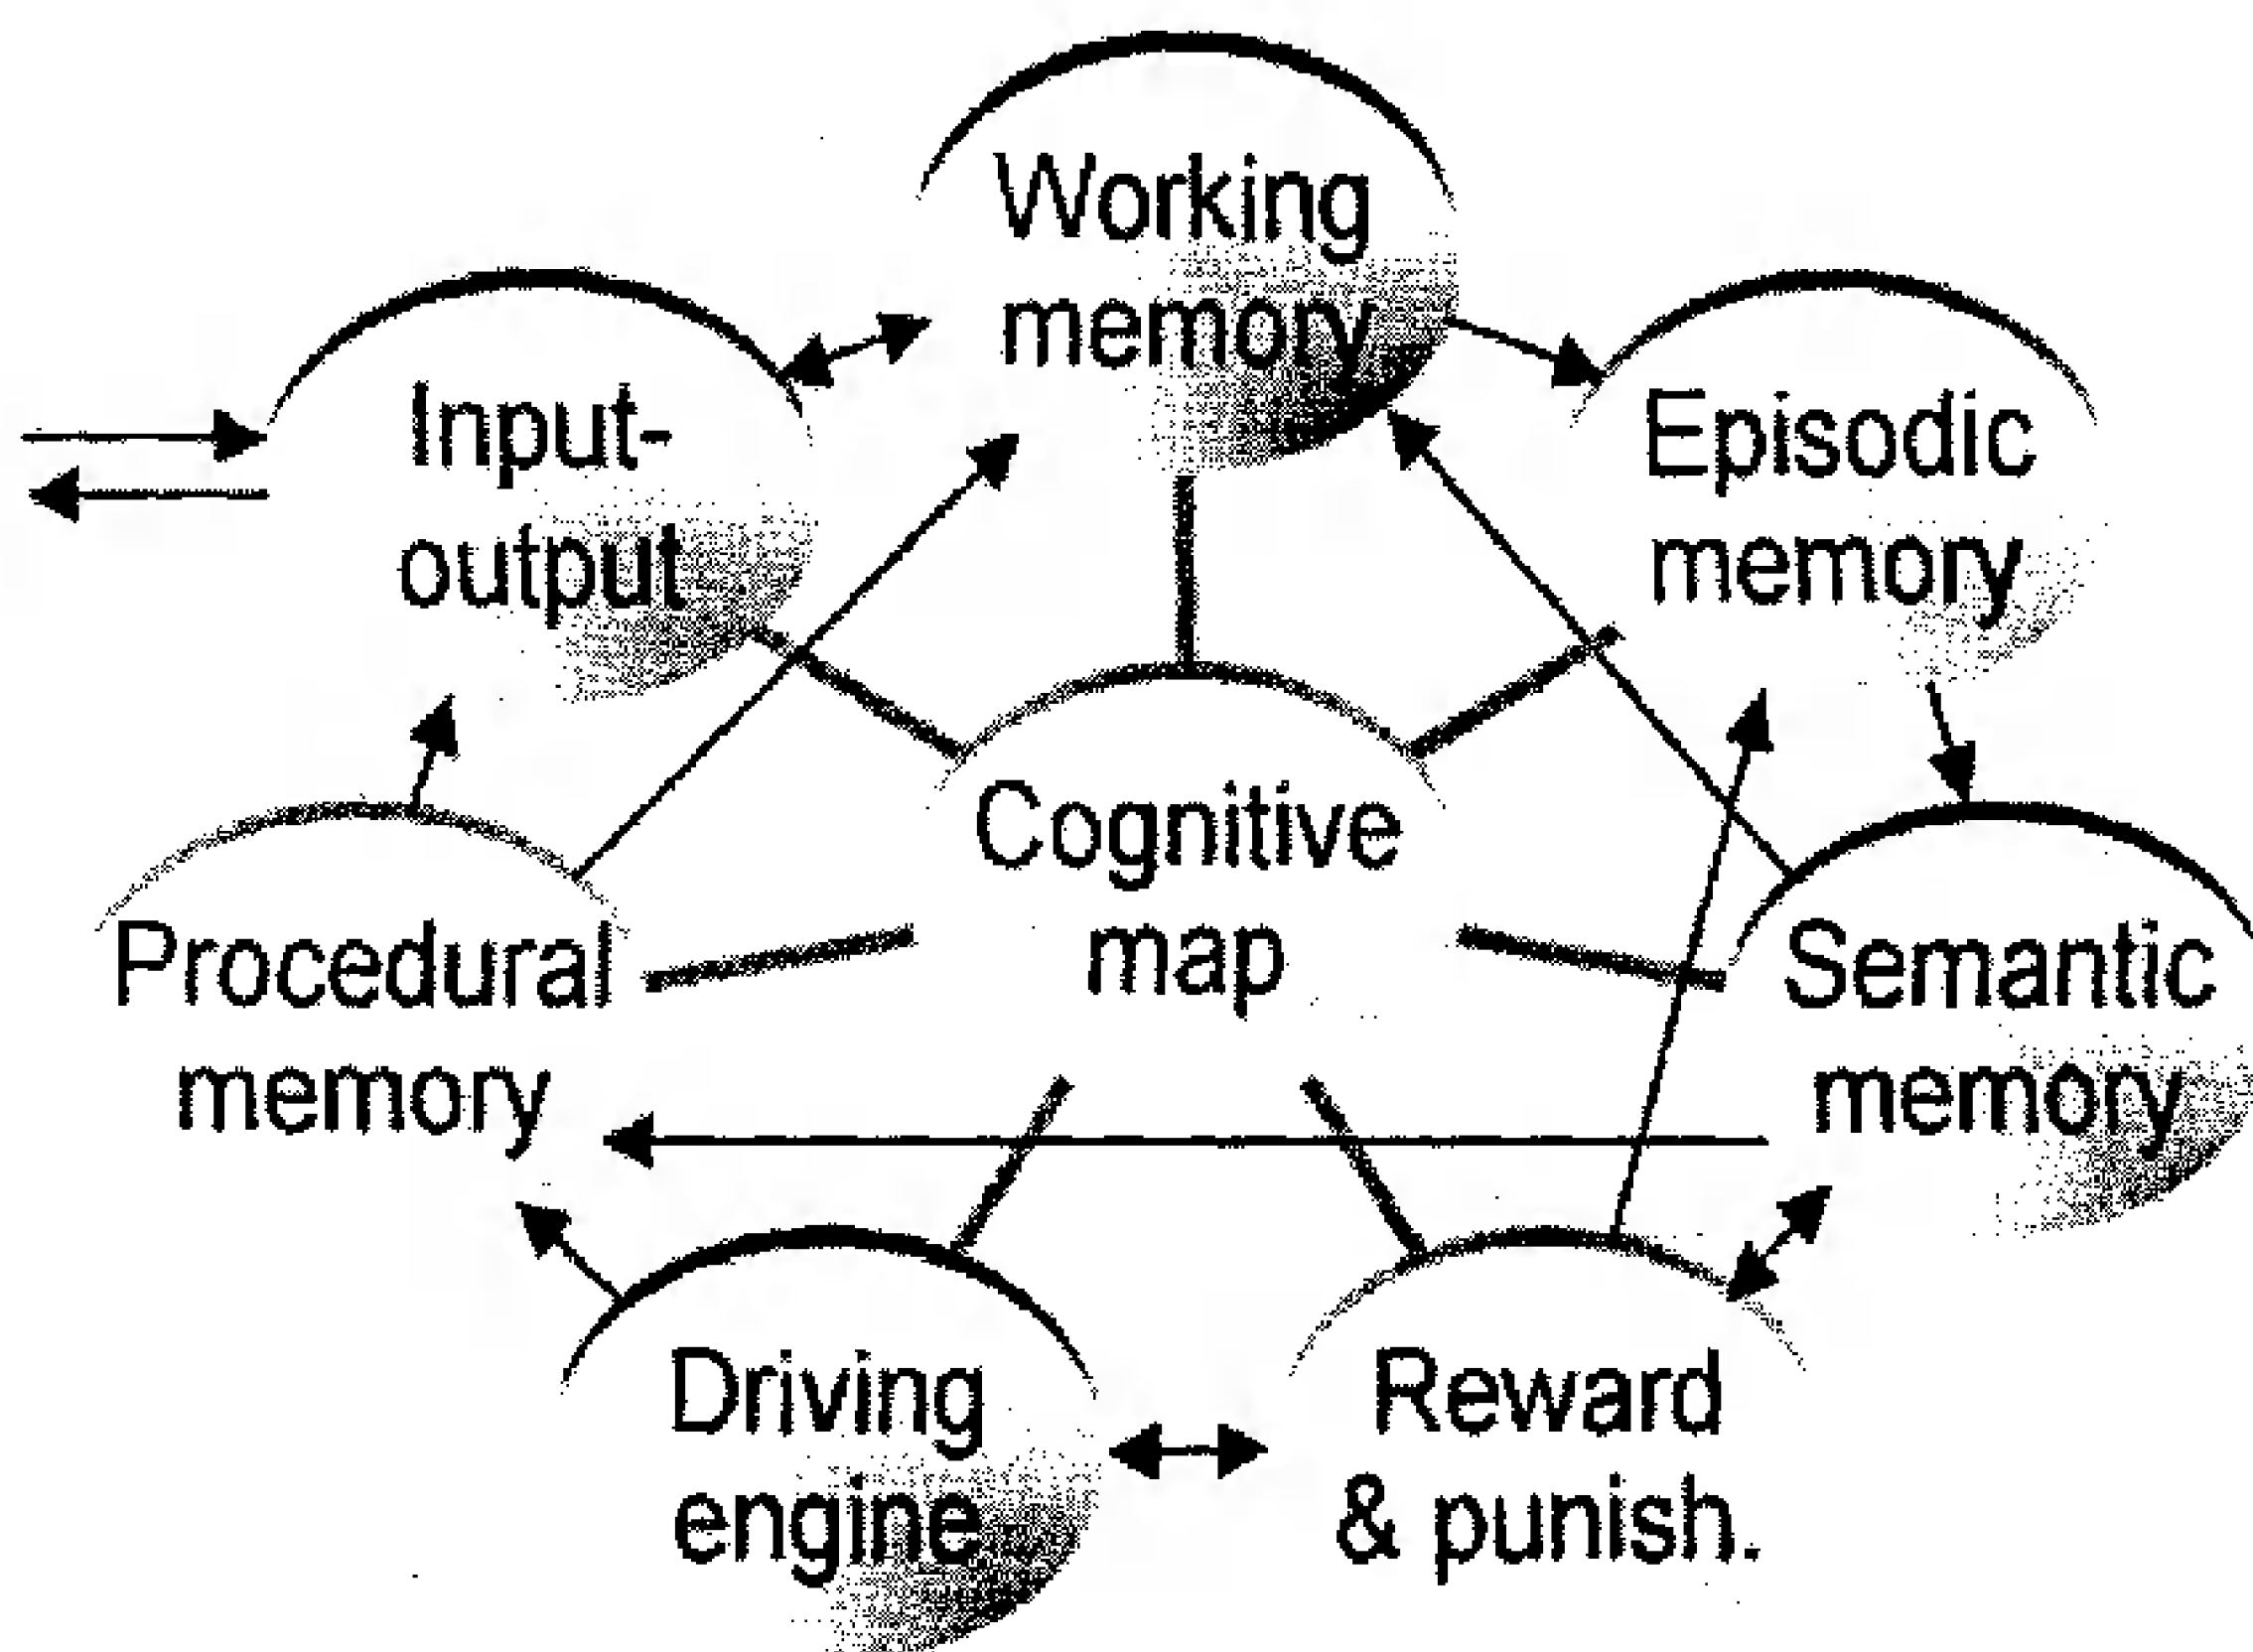 Working
memory
Input-
output
Episodic
memory
Cognitive
map
Procedural
memory
Semantic
memory
Driving
engine
Reward
& punish.